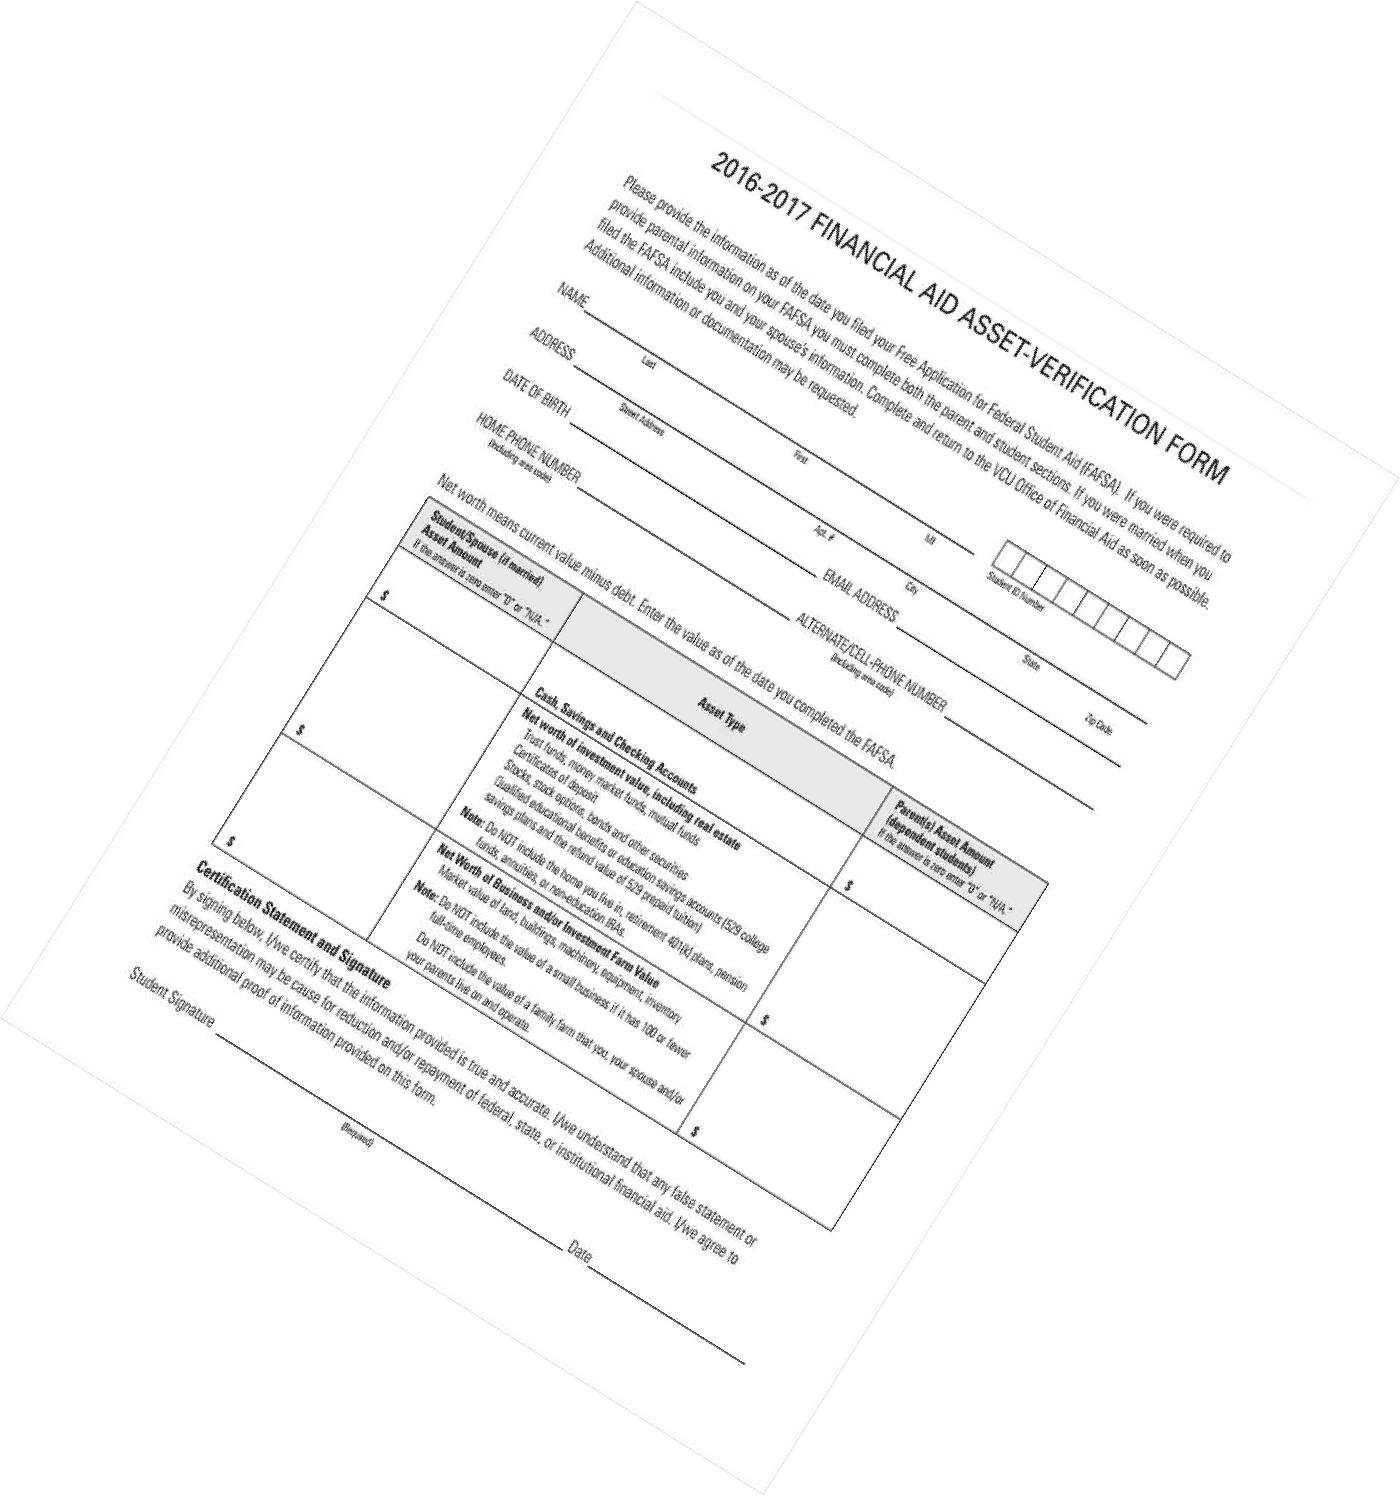 2016-2017 FINANCIAL AID ASSET-VERIFICATION FORM
Please provide the information as of the date you filed your Free Application for Federal Student Aid (FAFSA). If you were required to
provide parental information on your FAFSA you must complete both the parent and student sections. If you were married when you
filed the FAFSA include you and your spouse's information. Complete and return to the VCU Office of Financial Aid as soon as possible.
Additional information or documentation may be requested.
NAME
Last First MI Student ID Number
ADDRESS
Street Address Apt. # City State Zip Code
DATE OF BIRTH EMAIL ADDRESS
HOME PHONE NUMBER ALTERNATE/CELL-PHONE NUMBER
(Including area code) (Including area code)
Net worth means current value minus debt. Enter the value as of the date you completed the FAFSA.
Student/Spouse (if married)
Asset Amount
If the answer is zero enter "0" or "N/A."
Asset Type
Parent(s) Asset Amount
(dependent students)
If the answer is zero enter "0" or "N/A."
$
Cash, Savings and Checking Accounts
$
$
Net worth of investment value, including real estate
Trust funds, money market funds, mutual funds
Certificates of deposit
Stocks, stock options, bonds and other securities
Qualified educational benefits or education savings accounts (529 college
savings plans and the refund value of 529 prepaid tuition)
Note: Do NOT include the home you live in, retirement 401(k) plans, pension
funds, annuities, or non-education IRAs.
$
$
Net Worth of Business and/or Investment Farm Value
Market value of land, buildings, machinery, equipment, inventory
Note: Do NOT include the value of a small business if it has 100 or fewer
full-time employees.
Do NOT include the value of a family farm that you, your spouse and/or
your parents live on and operate.
$
Certification Statement and Signature
By signing below, I/we certify that the information provided is true and accurate. I/we understand that any false statement or
misrepresentation may be cause for reduction and/or repayment of federal, state, or institutional financial aid. I/we agree to
provide additional proof of information provided on this form.
Student Signature Date
(Required)